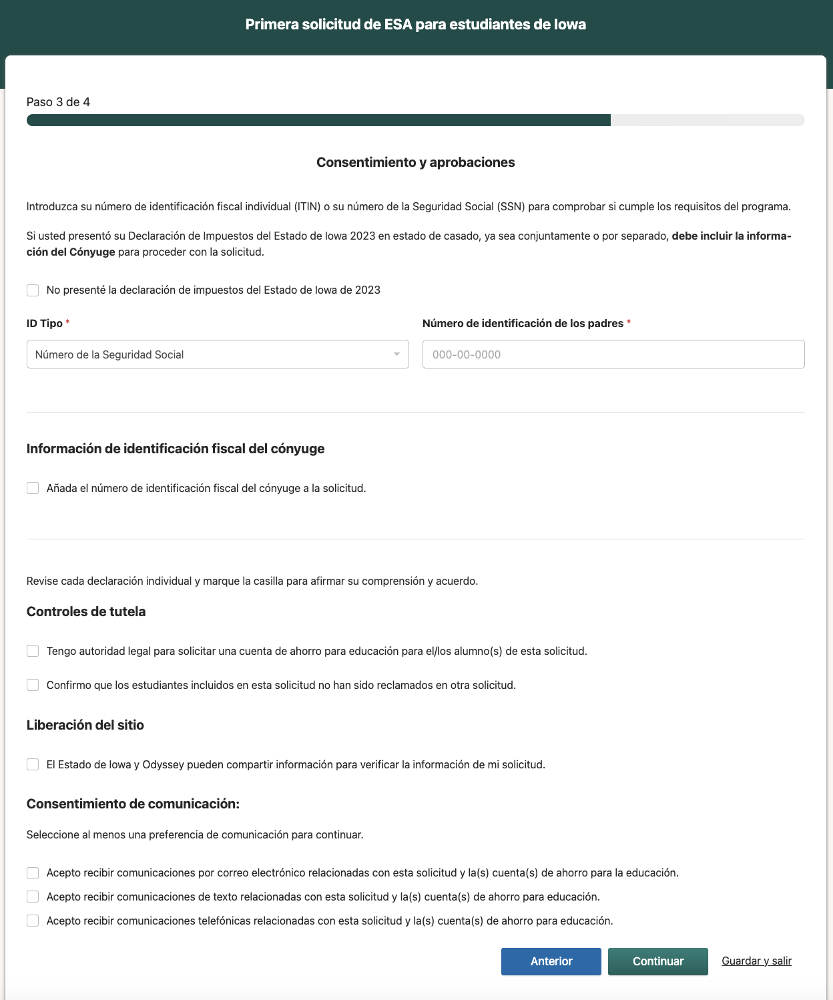 Primera solicitud de ESA para estudiantes de Iowa
Paso 3 de 4
Consentimiento y aprobaciones
Introduzca su número de identificación fiscal individual (ITIN) o su número de la Seguridad Social (SSN) para comprobar si cumple los requisitos del programa.
Si usted presentó su Declaración de Impuestos del Estado de Iowa 2023 en estado de casado, ya sea conjuntamente o por separado, debe incluir la informa-
ción del Cónyuge para proceder con la solicitud.
No presenté la declaración de impuestos del Estado de Iowa de 2023
ID Tipo *
Número de la Seguridad Social
Número de identificación de los padres *
000-00-0000
Información de identificación fiscal del cónyuge
Añada el número de identificación fiscal del cónyuge a la solicitud.
Revise cada declaración individual y marque la casilla para afirmar su comprensión y acuerdo.
Controles de tutela
Tengo autoridad legal para solicitar una cuenta de ahorro para educación para el/los alumno(s) de esta solicitud.
Confirmo que los estudiantes incluidos en esta solicitud no han sido reclamados en otra solicitud.
Liberación del sitio
El Estado de Iowa y Odyssey pueden compartir información para verificar la información de mi solicitud.
Consentimiento de comunicación:
Seleccione al menos una preferencia de comunicación para continuar.
Acepto recibir comunicaciones por correo electrónico relacionadas con esta solicitud y la(s) cuenta(s) de ahorro para la educación.
Acepto recibir comunicaciones de texto relacionadas con esta solicitud y la(s) cuenta(s) de ahorro para educación.
Acepto recibir comunicaciones telefónicas relacionadas con esta solicitud y la(s) cuenta(s) de ahorro para educación.
Anterior
Continuar
Guardar y salir